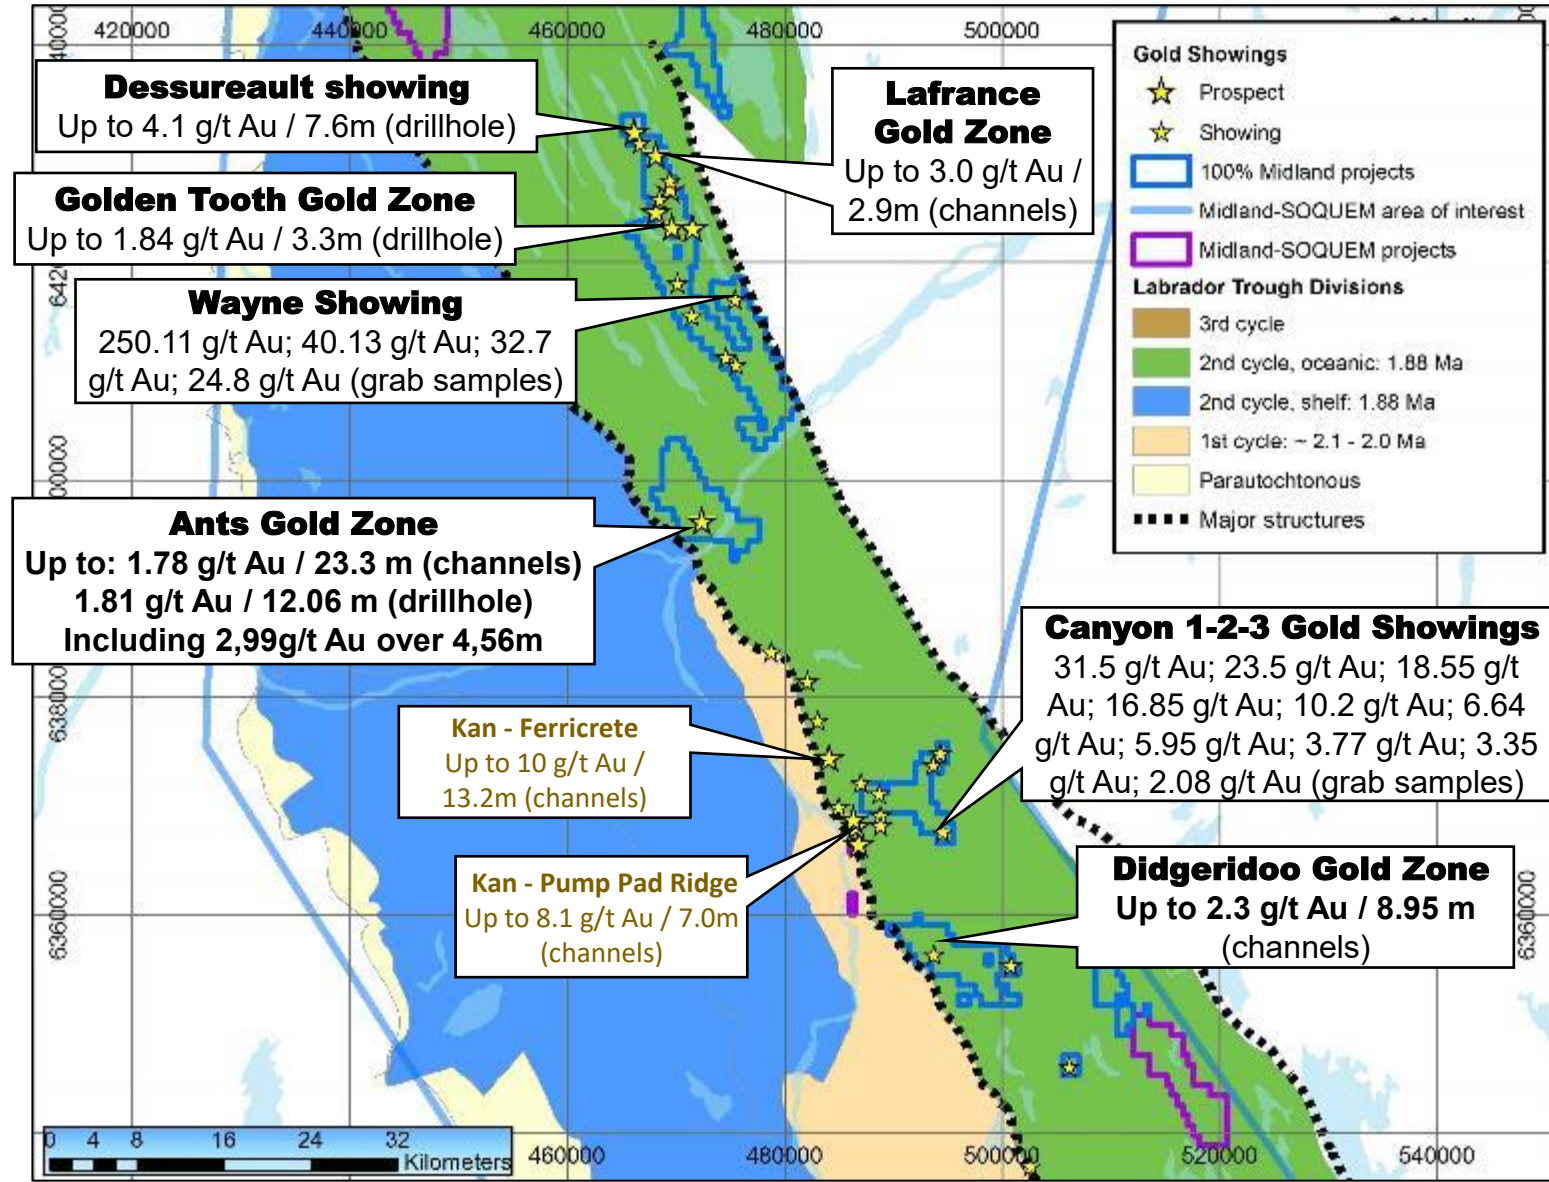 420000
440000
460000
480000
500000
Dessureault showing
Up to 4.1 g/t Au / 7.6m (drillhole)
Lafrance
Gold Zone
Up to 3.0 g/t Au /
2.9m (channels)
Golden Tooth Gold Zone
Up to 1.84 g/t Au / 3.3m (drillhole)
Wayne Showing
250.11 g/t Au; 40.13 g/t Au; 32.7
g/t Au; 24.8 g/t Au (grab samples)
Gold Showings
Prospect
Showing
100% Midland projects
Midland-SOQUEM area of interest
Midland-SOQUEM projects
Labrador Trough Divisions
3rd cycle
2nd cycle, oceanic: 1.88 Ma
2nd cycle, shelf: 1.88 Ma
1st cycle: ~ 2.1 - 2.0 Ma
Parautochtonous
Major structures
Ants Gold Zone
Up to: 1.78 g/t Au / 23.3 m (channels)
1.81 g/t Au / 12.06 m (drillhole)
Including 2,99g/t Au over 4,56m
Canyon 1-2-3 Gold Showings
31.5 g/t Au; 23.5 g/t Au; 18.55 g/t
Au; 16.85 g/t Au; 10.2 g/t Au; 6.64
g/t Au; 5.95 g/t Au; 3.77 g/t Au; 3.35
g/t Au; 2.08 g/t Au (grab samples)
6380000
Kan - Ferricrete
Up to 10 g/t Au /
13.2m (channels)
Kan - Pump Pad Ridge
Up to 8.1 g/t Au / 7.0m
(channels)
Didgeridoo Gold Zone
Up to 2.3 g/t Au / 8.95 m
(channels)
6360000
6360000
0 4 8 16 24 32
Kilometers
460000
480000
500000
520000
540000